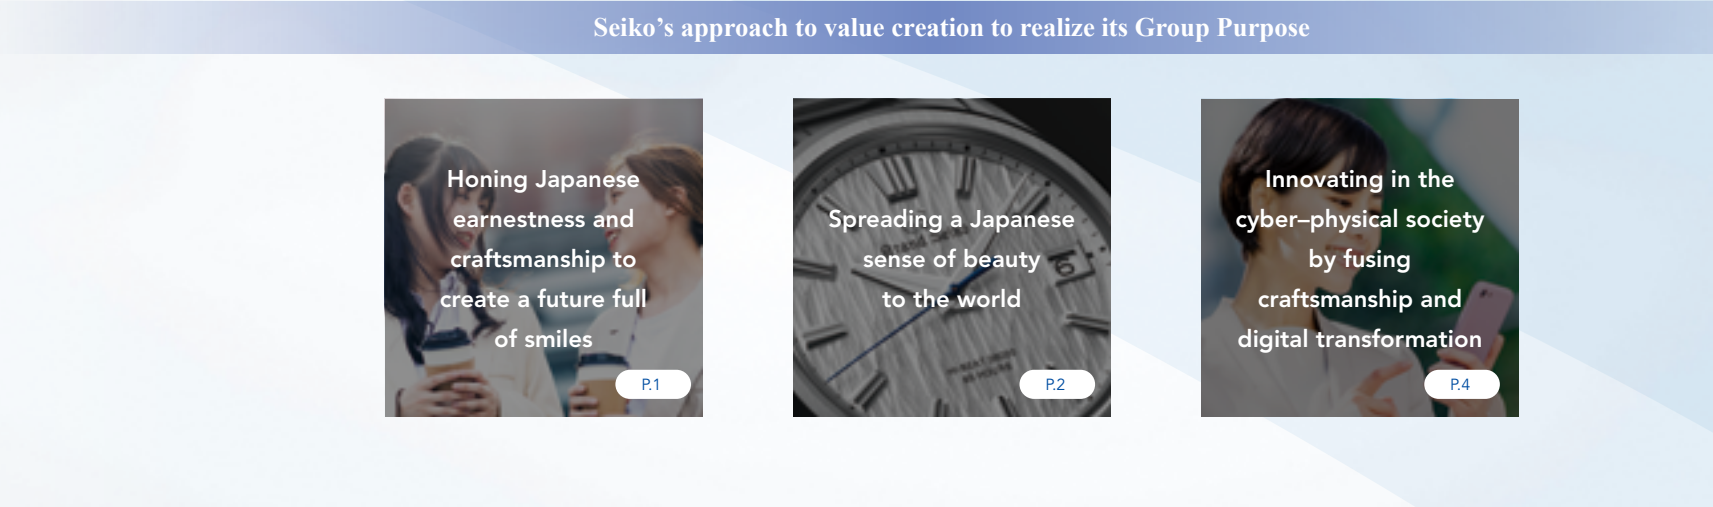 Seiko’s approach to value creation to realize its Group Purpose
Honing Japanese
earnestness and
craftsmanship to
create a future full
of smiles
P.1
Spreading a Japanese
sense of beauty
to the world
P.2
Innovating in the
cyber–physical society
by fusing
craftsmanship and
digital transformation
P.4